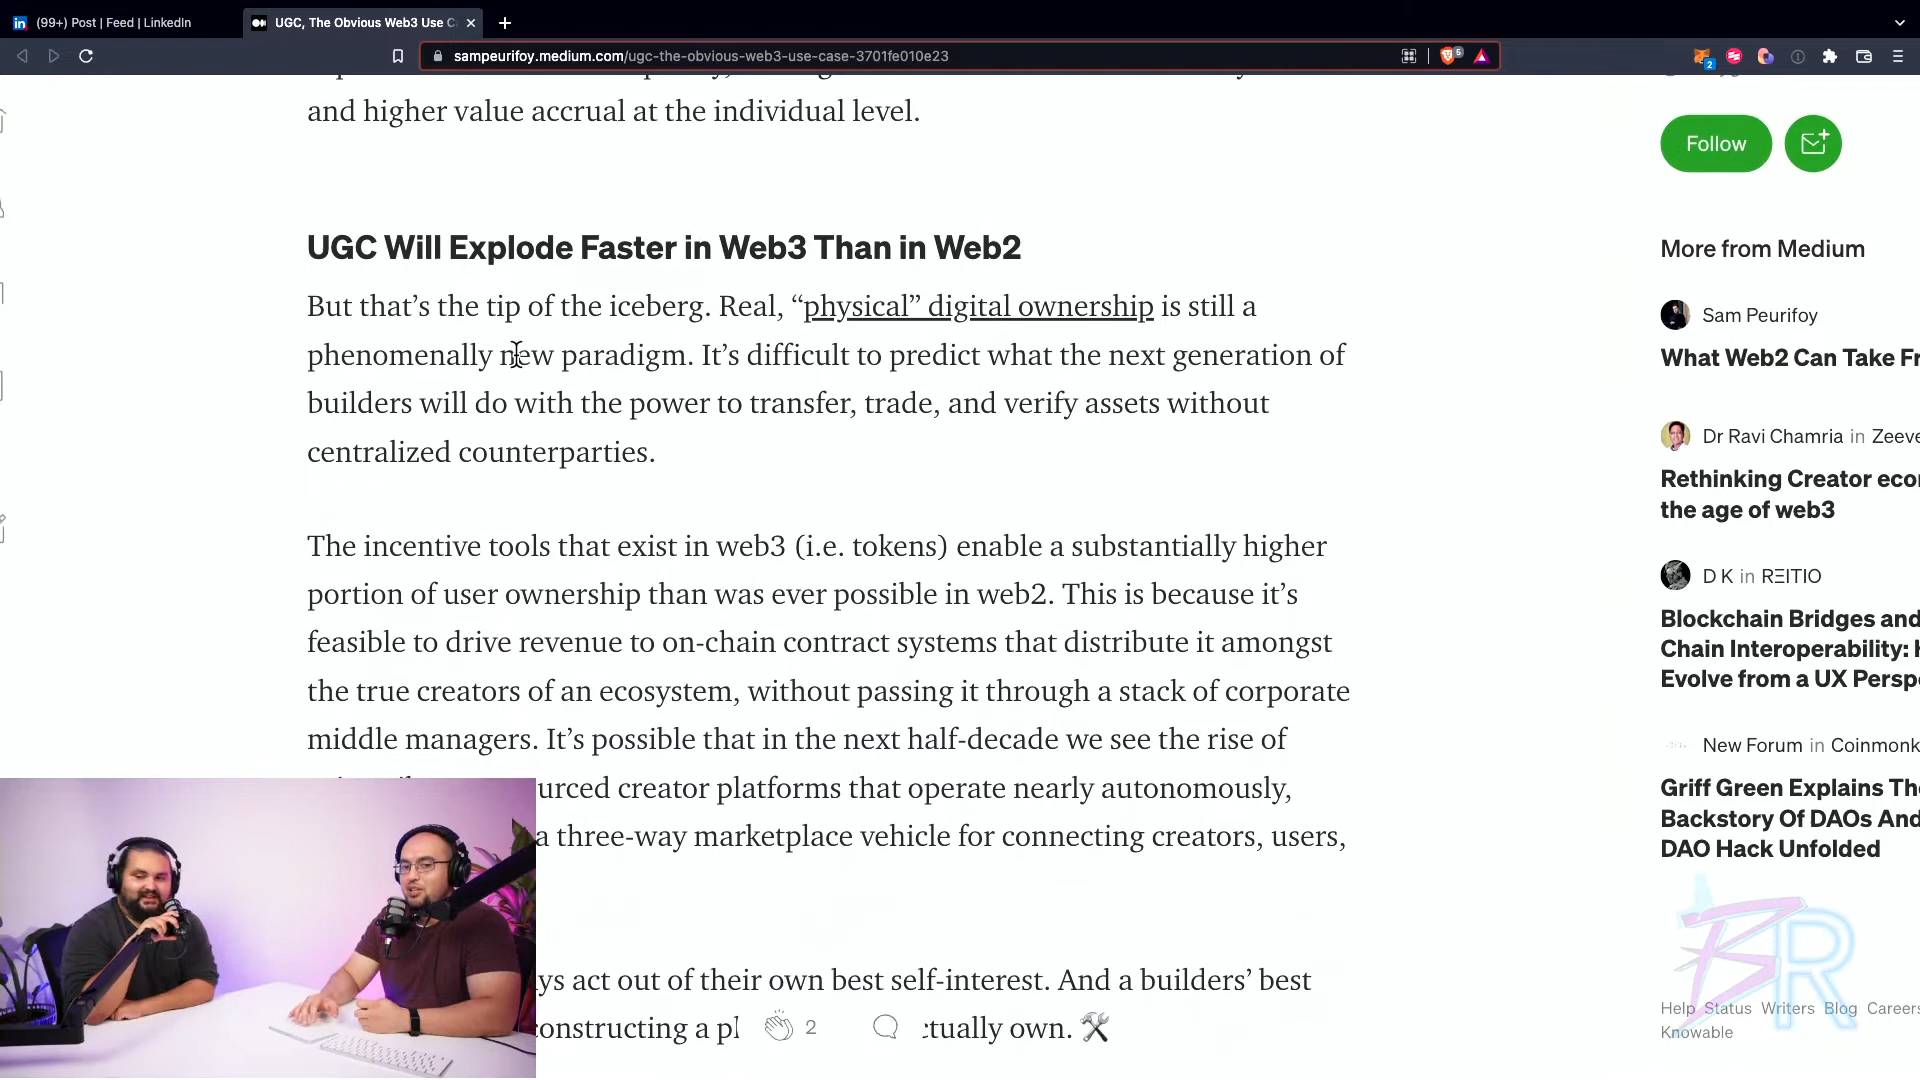 (99+) Post | Feed | LinkedIn
UGC, The Obvious Web3 Use C
sampeurifoy.medium.com/ugc-the-obvious-web3-use-case-3701fe010e23
5
2
and higher value accrual at the individual level.
UGC Will Explode Faster in Web3 Than in Web2
But that’s the tip of the iceberg. Real, “physical” digital ownership is still a
phenomenally new paradigm. It’s difficult to predict what the next generation of
builders will do with the power to transfer, trade, and verify assets without
centralized counterparties.
The incentive tools that exist in web3 (i.e. tokens) enable a substantially higher
portion of user ownership than was ever possible in web2. This is because it’s
feasible to drive revenue to on-chain contract systems that distribute it amongst
the true creators of an ecosystem, without passing it through a stack of corporate
middle managers. It’s possible that in the next half-decade we see the rise of
urced creator platforms that operate nearly autonomously,
a three-way marketplace vehicle for connecting creators, users,
ys act out of their own best self-interest. And a builders’ best
constructing a pl
2
ctually own. 🛠
Follow
More from Medium
Sam Peurifoy
What Web2 Can Take Fr
Dr Ravi Chamria in Zeeve
Rethinking Creator eco
the age of web3
D K in RΞITIO
Blockchain Bridges and
Chain Interoperability:
Evolve from a UX Persp
New Forum in Coinmonk
Griff Green Explains The
Backstory Of DAOs And
DAO Hack Unfolded
BR
Help Status Writers Blog Careers
Knowable